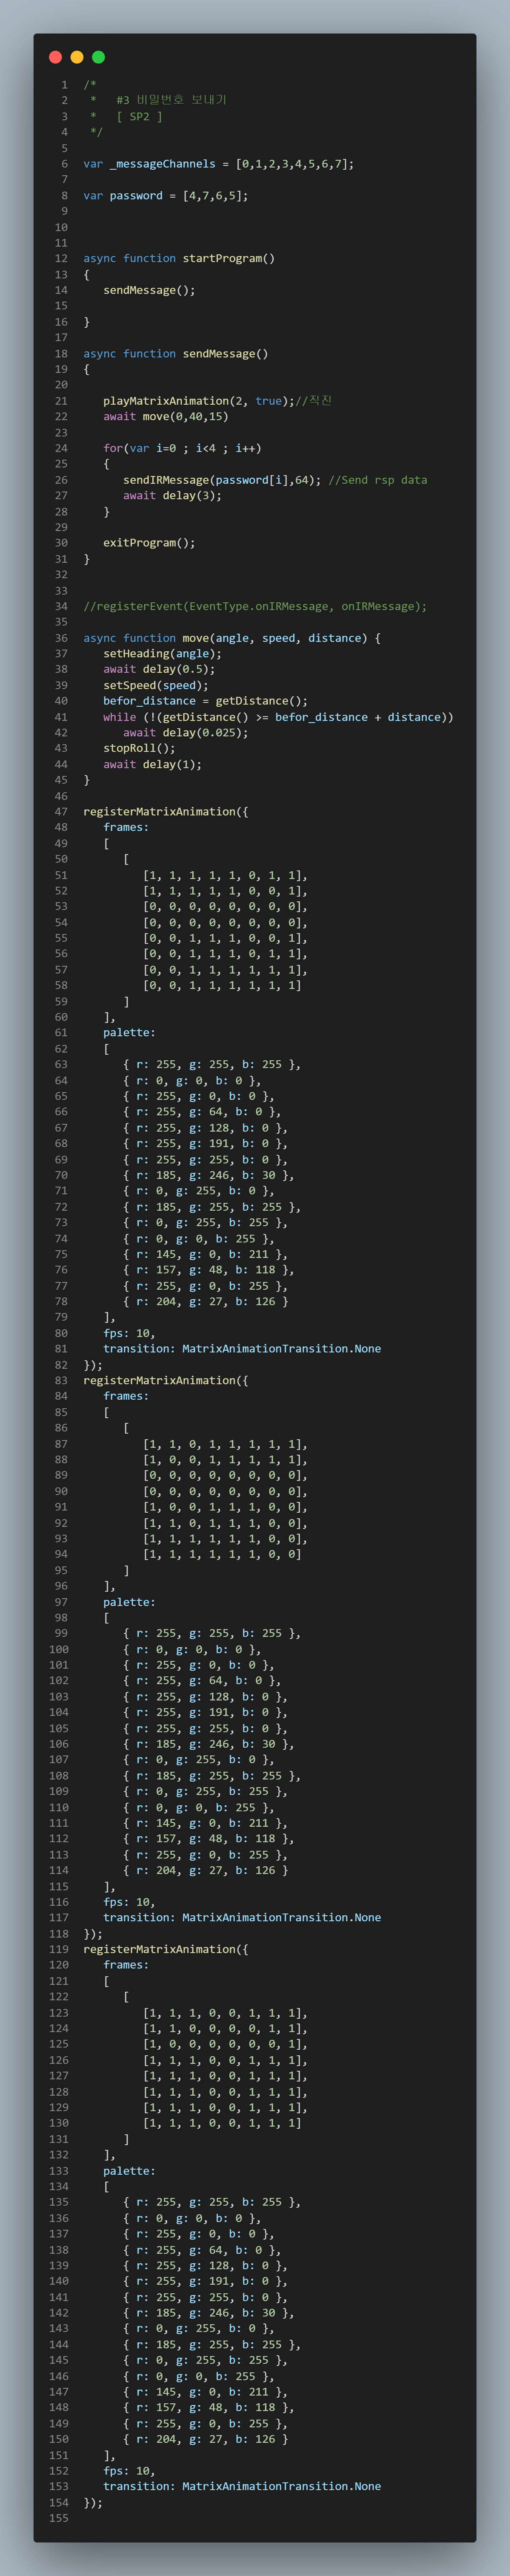 1 /*
2  *   #3 비밀번호 보내기
3  *   [ SP2 ]
4  */
5
6 var _messageChannels = [0,1,2,3,4,5,6,7];
7
8 var password = [4,7,6,5];
9
10
11
12 async function startProgram()
13 {
14    sendMessage();
15
16 }
17
18 async function sendMessage()
19 {
20
21    playMatrixAnimation(2, true);//직진
22    await move(0,40,15)
23
24    for(var i=0 ; i<4 ; i++)
25    {
26       sendIRMessage(password[i],64); //Send rsp data
27       await delay(3);
28    }
29
30    exitProgram();
31 }
32
33
34 //registerEvent(EventType.onIRMessage, onIRMessage);
35
36 async function move(angle, speed, distance) {
37    setHeading(angle);
38    await delay(0.5);
39    setSpeed(speed);
40    befor_distance = getDistance();
41    while (!(getDistance() >= befor_distance + distance))
42       await delay(0.025);
43    stopRoll();
44    await delay(1);
45 }
46
47 registerMatrixAnimation({
48    frames:
49    [
50       [
51          [1, 1, 1, 1, 1, 0, 1, 1],
52          [1, 1, 1, 1, 1, 0, 0, 1],
53          [0, 0, 0, 0, 0, 0, 0, 0],
54          [0, 0, 0, 0, 0, 0, 0, 0],
55          [0, 0, 1, 1, 1, 0, 0, 1],
56          [0, 0, 1, 1, 1, 0, 1, 1],
57          [0, 0, 1, 1, 1, 1, 1, 1],
58          [0, 0, 1, 1, 1, 1, 1, 1]
59       ]
60    ],
61    palette:
62    [
63       { r: 255, g: 255, b: 255 },
64       { r: 0, g: 0, b: 0 },
65       { r: 255, g: 0, b: 0 },
66       { r: 255, g: 64, b: 0 },
67       { r: 255, g: 128, b: 0 },
68       { r: 255, g: 191, b: 0 },
69       { r: 255, g: 255, b: 0 },
70       { r: 185, g: 246, b: 30 },
71       { r: 0, g: 255, b: 0 },
72       { r: 185, g: 255, b: 255 },
73       { r: 0, g: 255, b: 255 },
74       { r: 0, g: 0, b: 255 },
75       { r: 145, g: 0, b: 211 },
76       { r: 157, g: 48, b: 118 },
77       { r: 255, g: 0, b: 255 },
78       { r: 204, g: 27, b: 126 }
79    ],
80    fps: 10,
81    transition: MatrixAnimationTransition.None
82 });
83 registerMatrixAnimation({
84    frames:
85    [
86       [
87          [1, 1, 0, 1, 1, 1, 1, 1],
88          [1, 0, 0, 1, 1, 1, 1, 1],
89          [0, 0, 0, 0, 0, 0, 0, 0],
90          [0, 0, 0, 0, 0, 0, 0, 0],
91          [1, 0, 0, 1, 1, 1, 0, 0],
92          [1, 1, 0, 1, 1, 1, 0, 0],
93          [1, 1, 1, 1, 1, 1, 0, 0],
94          [1, 1, 1, 1, 1, 1, 0, 0]
95       ]
96    ],
97    palette:
98    [
99       { r: 255, g: 255, b: 255 },
100       { r: 0, g: 0, b: 0 },
101       { r: 255, g: 0, b: 0 },
102       { r: 255, g: 64, b: 0 },
103       { r: 255, g: 128, b: 0 },
104       { r: 255, g: 191, b: 0 },
105       { r: 255, g: 255, b: 0 },
106       { r: 185, g: 246, b: 30 },
107       { r: 0, g: 255, b: 0 },
108       { r: 185, g: 255, b: 255 },
109       { r: 0, g: 255, b: 255 },
110       { r: 0, g: 0, b: 255 },
111       { r: 145, g: 0, b: 211 },
112       { r: 157, g: 48, b: 118 },
113       { r: 255, g: 0, b: 255 },
114       { r: 204, g: 27, b: 126 }
115    ],
116    fps: 10,
117    transition: MatrixAnimationTransition.None
118 });
119 registerMatrixAnimation({
120    frames:
121    [
122       [
123          [1, 1, 1, 0, 0, 1, 1, 1],
124          [1, 1, 0, 0, 0, 0, 1, 1],
125          [1, 0, 0, 0, 0, 0, 0, 1],
126          [1, 1, 1, 0, 0, 1, 1, 1],
127          [1, 1, 1, 0, 0, 1, 1, 1],
128          [1, 1, 1, 0, 0, 1, 1, 1],
129          [1, 1, 1, 0, 0, 1, 1, 1],
130          [1, 1, 1, 0, 0, 1, 1, 1]
131       ]
132    ],
133    palette:
134    [
135       { r: 255, g: 255, b: 255 },
136       { r: 0, g: 0, b: 0 },
137       { r: 255, g: 0, b: 0 },
138       { r: 255, g: 64, b: 0 },
139       { r: 255, g: 128, b: 0 },
140       { r: 255, g: 191, b: 0 },
141       { r: 255, g: 255, b: 0 },
142       { r: 185, g: 246, b: 30 },
143       { r: 0, g: 255, b: 0 },
144       { r: 185, g: 255, b: 255 },
145       { r: 0, g: 255, b: 255 },
146       { r: 0, g: 0, b: 255 },
147       { r: 145, g: 0, b: 211 },
148       { r: 157, g: 48, b: 118 },
149       { r: 255, g: 0, b: 255 },
150       { r: 204, g: 27, b: 126 }
151    ],
152    fps: 10,
153    transition: MatrixAnimationTransition.None
154 });
155